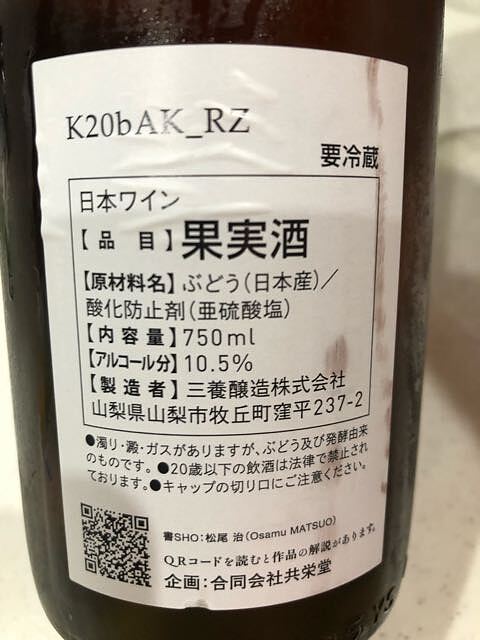 K20bAK_RZ
要冷蔵
日本ワイン
【品目】果実酒
【原材料名】ぶどう(日本産)/
酸化防止剤(亜硫酸塩)
【内容量】750ml
【アルコール分】10.5%
【製造者】三養醸造株式会社
山梨県山梨市牧丘町窪平237-2
●濁り・澱・ガスがありますが、ぶどう及び発酵由来
のものです。●20歳以下の飲酒は法律で禁止され
ております。●キャップの切り口にご注意ください。
書SHO:松尾 治(Osamu MATSUO)
QRコードを読むと作品の解説があります。
企画:合同会社共栄堂